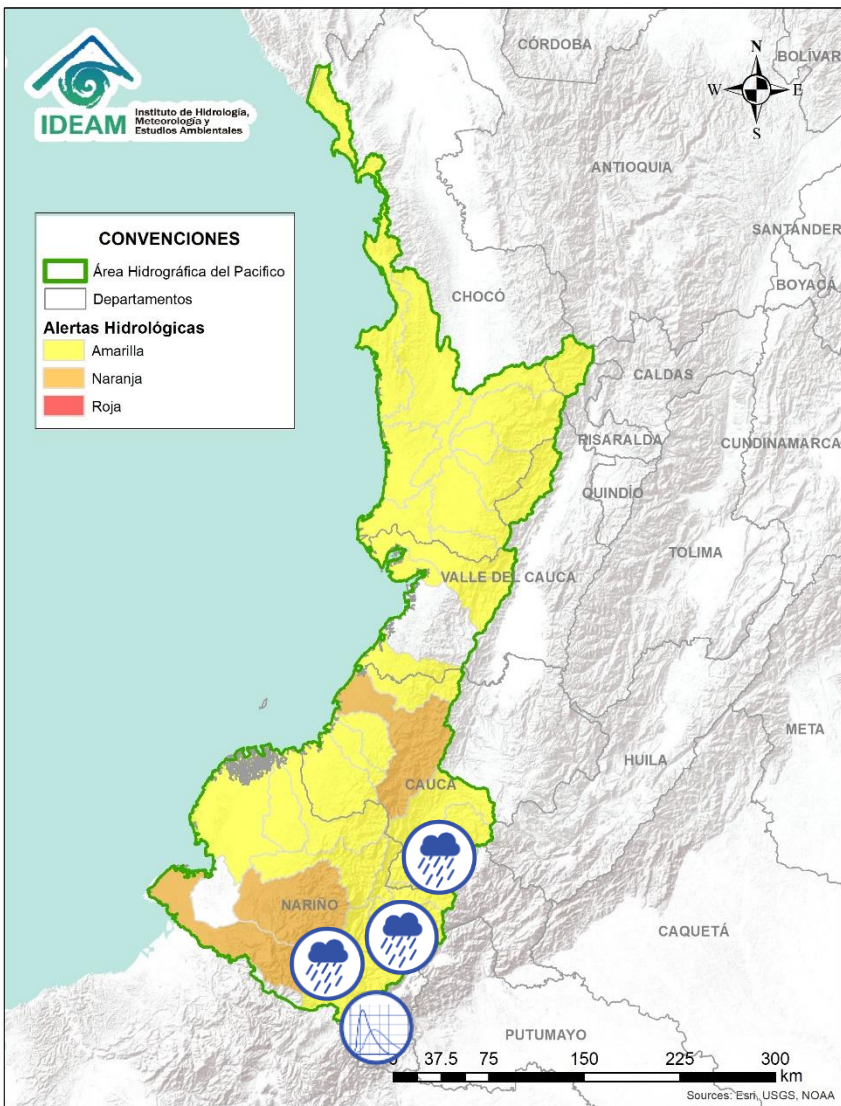 IDEAM
Instituto de Hidrología,
Meteorología y
Estudios Ambientales
CÓRDOBA
BOLÍVAR
N
W
E
S
ANTIOQUIA
SANTANDER
BOYACÁ
CONVENCIONES
Área Hidrográfica del Pacifico
Departamentos
Alertas Hidrológicas
Amarilla
Naranja
Roja
CHOCÓ
CALDAS
RISARALDA
CUNDINAMARCA
QUINDÍO
TOLIMA
VALLE DEL CAUCA
META
HUILA
CAUCA
NARIÑO
CAQUETÁ
PUTUMAYO
0 37.5 75 150 225 300
km
Sources: Esri, USGS, NOAA